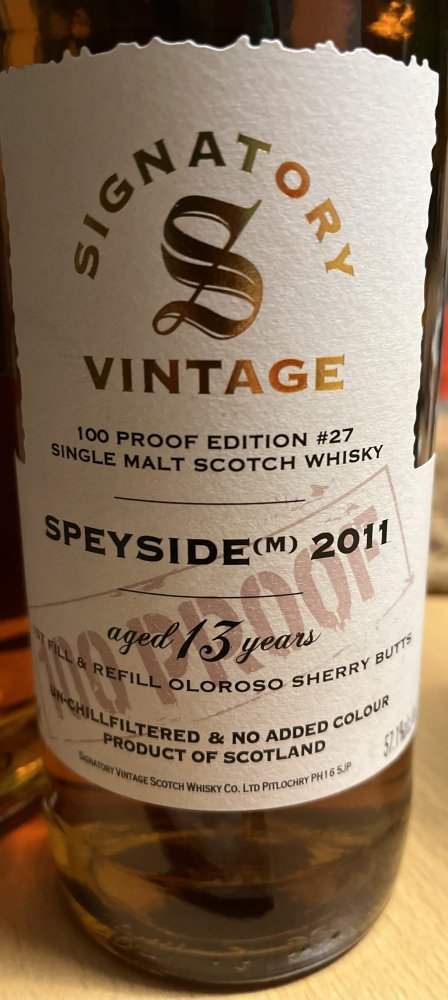 SIGNATORY
S
VINTAGE
100 PROOF EDITION #27
SINGLE MALT SCOTCH WHISKY
SPEYSIDE(M) 2011
100 PROOF
aged 13 years
FILL & REFILL OLOROSO SHERRY BUTTS
UN-CHILLFILTERED & NO ADDED COLOUR
PRODUCT OF SCOTLAND
57.1%
SIGNATORY VINTAGE SCOTCH WHISKY CO. LTD PITLOCHRY PH16 5JP